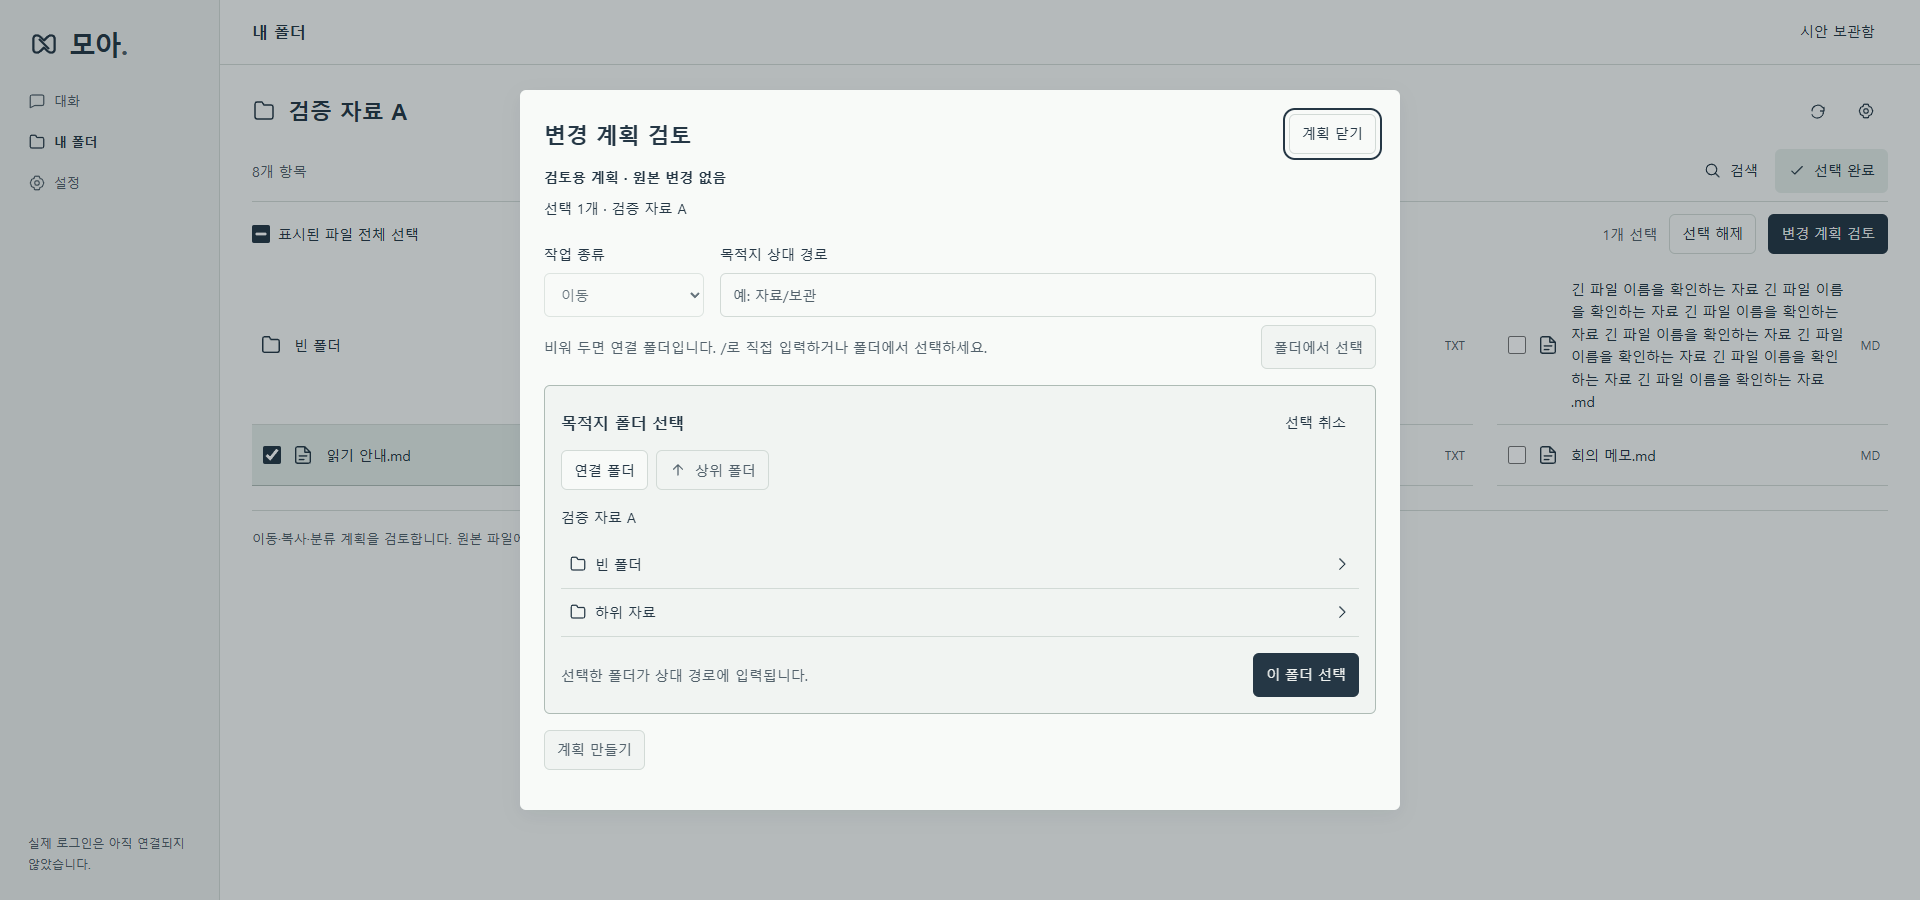 모아.
대화
내 폴더
설정
실제 로그인은 아직 연결되지
않았습니다.
내 폴더
시안 보관함
검증 자료 A
8개 항목
검색
선택 완료
표시된 파일 전체 선택
1개 선택
선택 해제
변경 계획 검토
빈 폴더
TXT
긴 파일 이름을 확인하는 자료 긴 파일 이름
을 확인하는 자료 긴 파일 이름을 확인하는
자료 긴 파일 이름을 확인하는 자료 긴 파일
이름을 확인하는 자료 긴 파일 이름을 확인
하는 자료 긴 파일 이름을 확인하는 자료
.md
MD
읽기 안내.md
TXT
회의 메모.md
MD
이동·복사·분류 계획을 검토합니다. 원본 파일
변경 계획 검토
계획 닫기
검토용 계획 · 원본 변경 없음
선택 1개 · 검증 자료 A
작업 종류
목적지 상대 경로
이동
예: 자료/보관
비워 두면 연결 폴더입니다. /로 직접 입력하거나 폴더에서 선택하세요.
폴더에서 선택
목적지 폴더 선택
선택 취소
연결 폴더
상위 폴더
검증 자료 A
빈 폴더
하위 자료
선택한 폴더가 상대 경로에 입력됩니다.
이 폴더 선택
계획 만들기